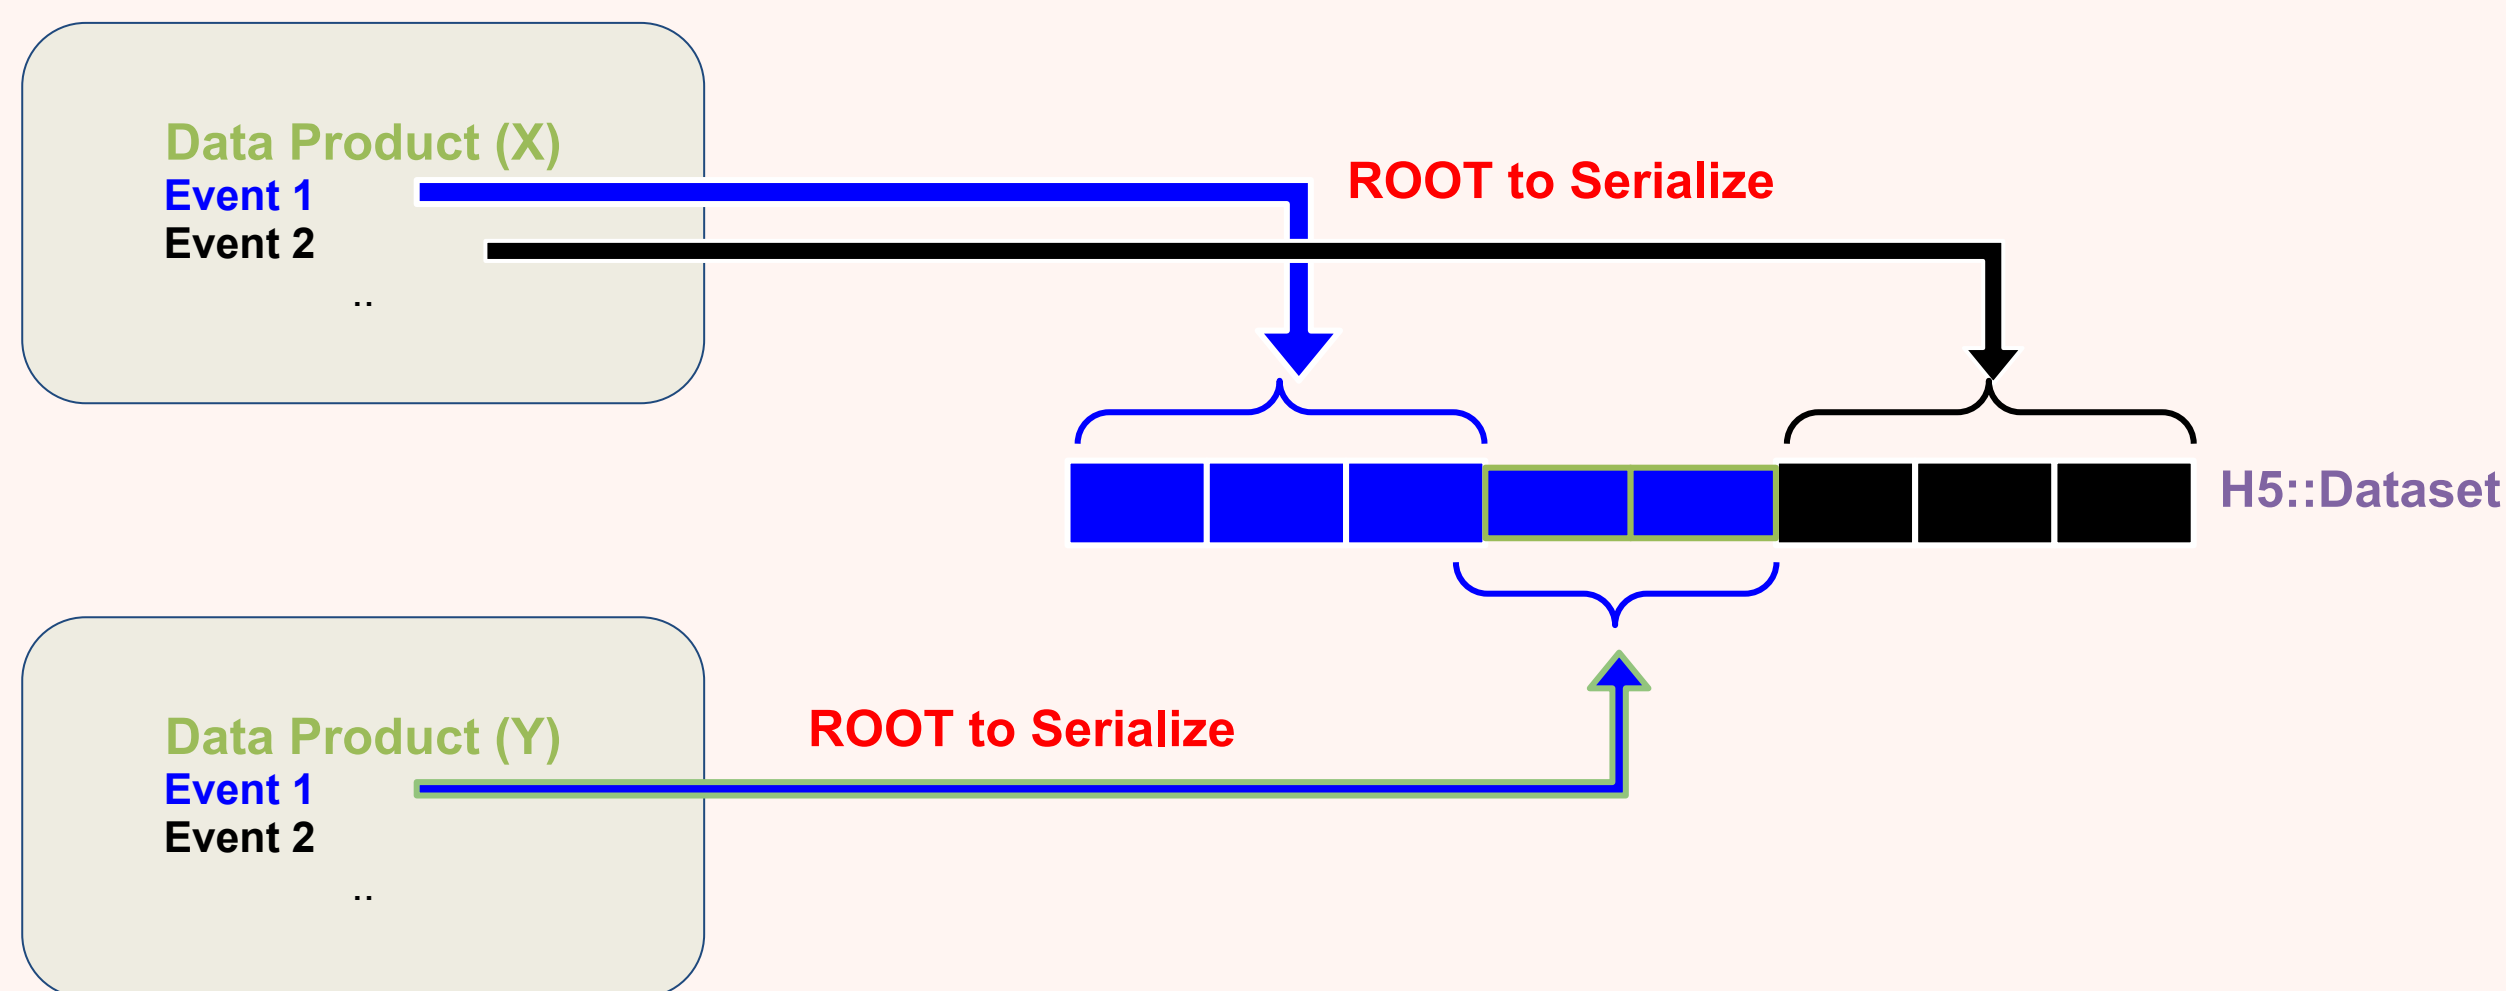 Data Product (X)
Event 1
Event 2
..
ROOT to Serialize
H5::Dataset
Data Product (Y)
Event 1
Event 2
..
ROOT to Serialize